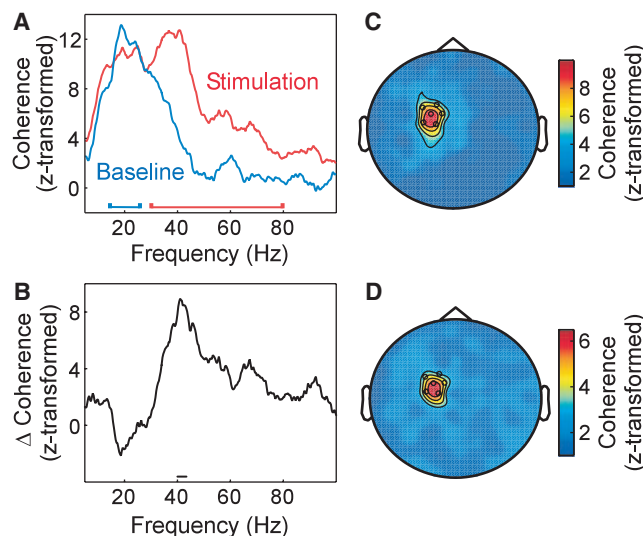 A
12
8
4
0
Coherence
(z-transformed)
Stimulation
Baseline
20
40
60
80
Frequency (Hz)
B
8
4
0
Δ Coherence
(z-transformed)
20
40
60
80
Frequency (Hz)
C
8
6
4
2
Coherence
(z-transformed)
D
6
4
2
Coherence
(z-transformed)